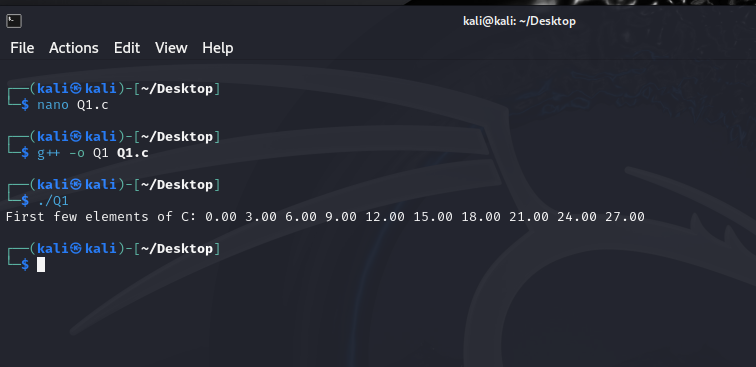 kali@kali: ~/Desktop
File Actions Edit View Help
┌──(kali㉿kali)-[~/Desktop]
└─$ nano Q1.c
┌──(kali㉿kali)-[~/Desktop]
└─$ g++ -o Q1 Q1.c
┌──(kali㉿kali)-[~/Desktop]
└─$ ./Q1
First few elements of C: 0.00 3.00 6.00 9.00 12.00 15.00 18.00 21.00 24.00 27.00
┌──(kali㉿kali)-[~/Desktop]
└─$